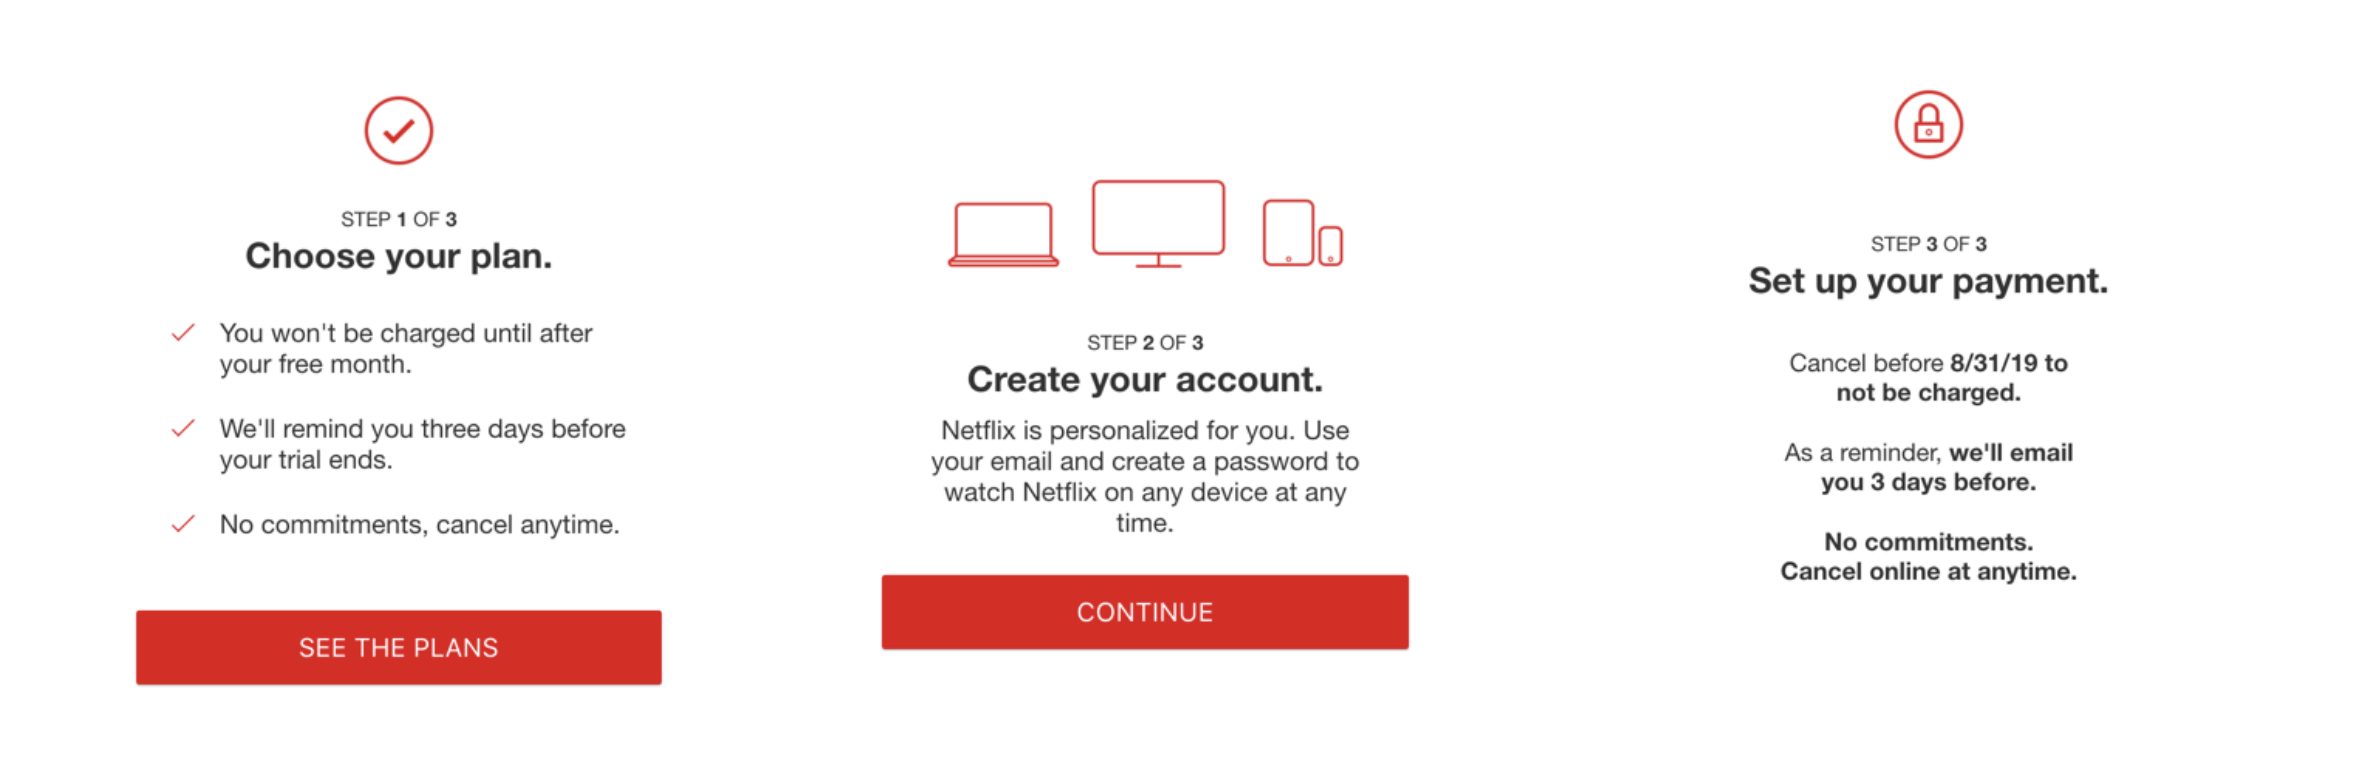 STEP 1 OF 3
Choose your plan.
You won't be charged until after
your free month.
We'll remind you three days before
your trial ends.
No commitments, cancel anytime.
SEE THE PLANS
STEP 2 OF 3
Create your account.
Netflix is personalized for you. Use
your email and create a password to
watch Netflix on any device at any
time.
CONTINUE
STEP 3 OF 3
Set up your payment.
Cancel before 8/31/19 to
not be charged.
As a reminder, we'll email
you 3 days before.
No commitments.
Cancel online at anytime.